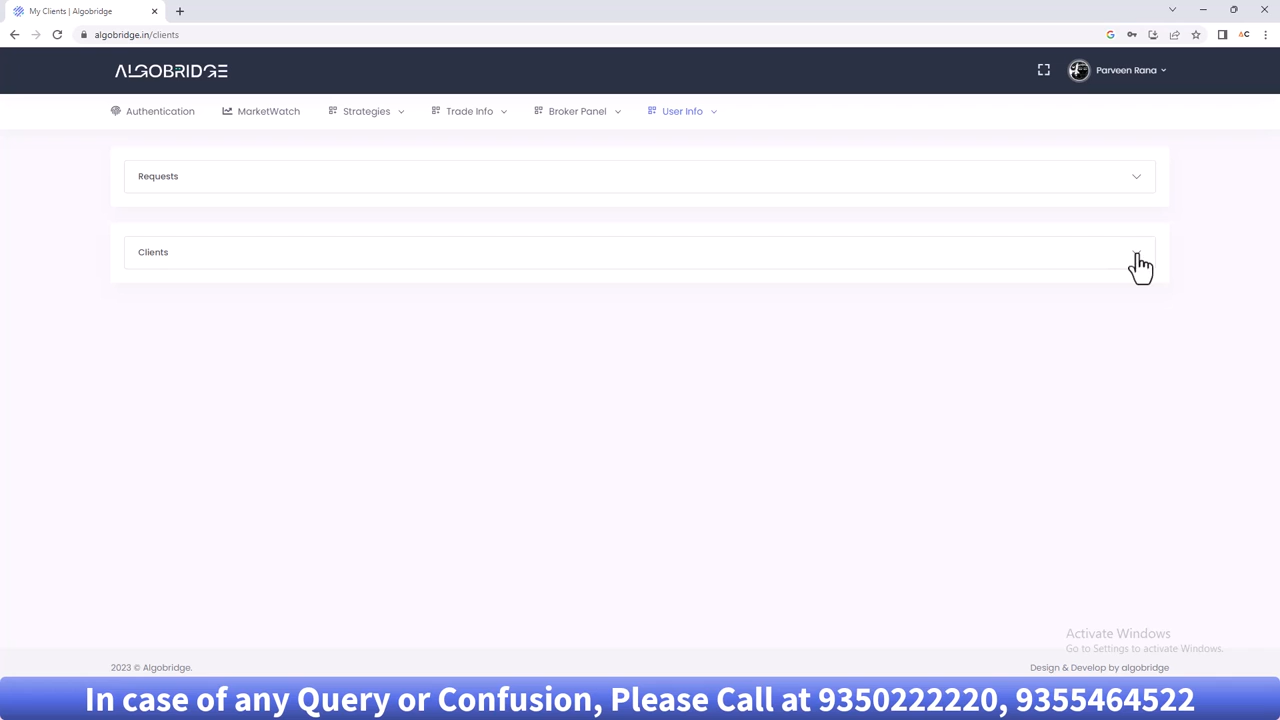 My Clients | Algobridge
algobridge.in/clients
ALGOBRIDGE
Parveen Rana
Authentication
MarketWatch
Strategies
Trade Info
Broker Panel
User Info
Requests
Clients
Activate Windows
Go to Settings to activate Windows.
2023 © Algobridge.
Design & Develop by algobridge
In case of any Query or Confusion, Please Call at 9350222220, 9355464522